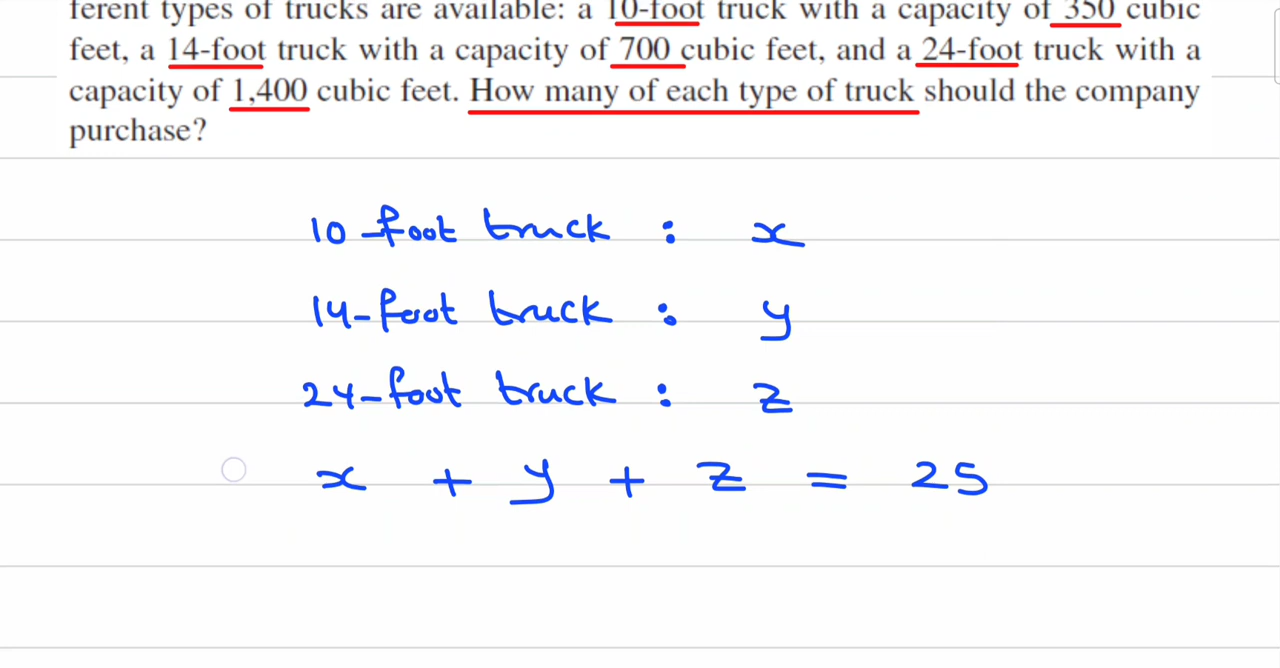 ferent types of trucks are available: a 10-foot truck with a capacity of 350 cubic
feet, a 14-foot truck with a capacity of 700 cubic feet, and a 24-foot truck with a
capacity of 1,400 cubic feet. How many of each type of truck should the company
purchase?
10-foot truck : x
14-foot truck : y
24-foot truck : z
x + y + z = 25